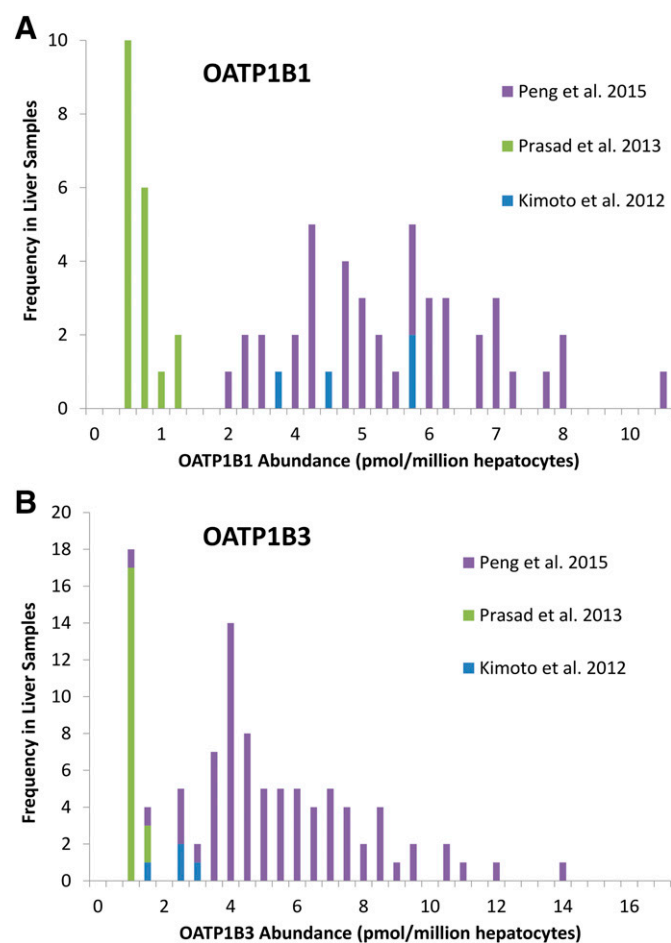 A
OATP1B1
10
8
6
4
2
0
Frequency in Liver Samples
Peng et al. 2015
Prasad et al. 2013
Kimoto et al. 2012
0 1 2 4 5 6 7 8 10
OATP1B1 Abundance (pmol/million hepatocytes)
B
OATP1B3
20
18
16
14
12
10
8
6
4
2
0
Frequency in Liver Samples
Peng et al. 2015
Prasad et al. 2013
Kimoto et al. 2012
0 2 4 6 8 10 12 14 16
OATP1B3 Abundance (pmol/million hepatocytes)